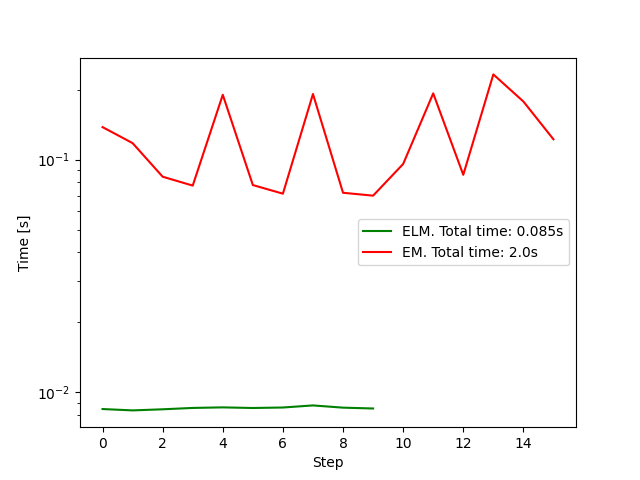 10⁻¹
10⁻²
Time [s]
ELM. Total time: 0.085s
EM. Total time: 2.0s
0 2 4 6 8 10 12 14
Step